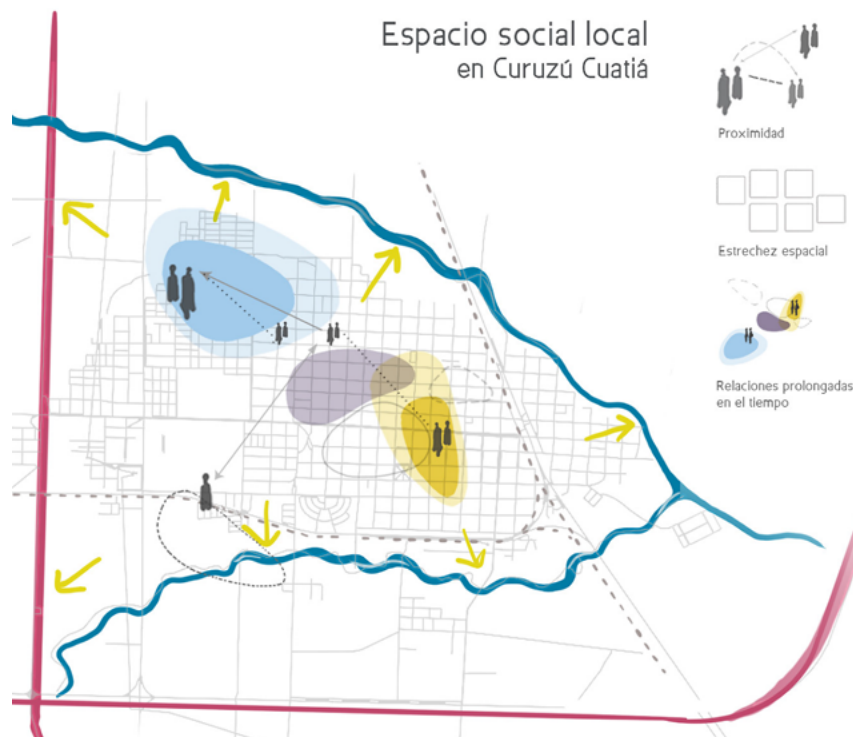 Espacio social local
en Curuzú Cuatiá
Proximidad
Estrechez espacial
Relaciones prolongadas
en el tiempo